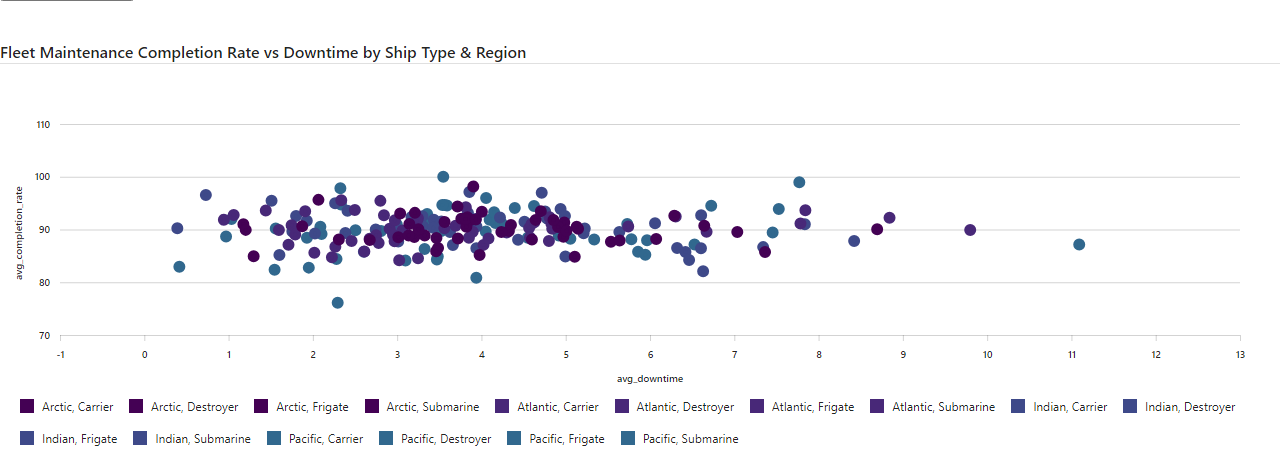 Fleet Maintenance Completion Rate vs Downtime by Ship Type & Region
avg_completion_rate
110
100
90
80
70
-1 0 1 2 3 4 5 6 7 8 9 10 11 12 13
avg_downtime
Arctic, Carrier Arctic, Destroyer Arctic, Frigate Arctic, Submarine Atlantic, Carrier Atlantic, Destroyer Atlantic, Frigate Atlantic, Submarine Indian, Carrier Indian, Destroyer
Indian, Frigate Indian, Submarine Pacific, Carrier Pacific, Destroyer Pacific, Frigate Pacific, Submarine